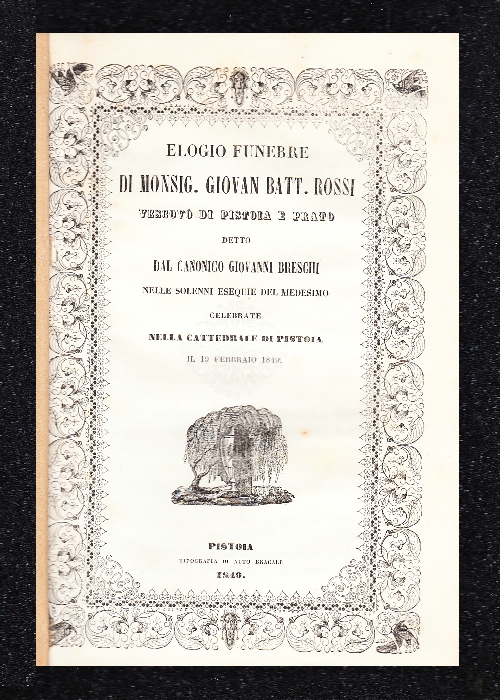 ELOGIO FUNEBRE
DI MONSIG. GIOVAN BATT. ROSSI
VESCOVO DI PISTOIA E PRATO
DETTO
DAL CANONICO GIOVANNI BRESCHI
NELLE SOLENNI ESEQUIE DEL MEDESIMO
CELEBRATE
NELLA CATTEDRALE DI PISTOIA
IL 19 FEBBRAIO 1849.
PISTOIA
TIPOGRAFIA DI ATTO BRACALI
1849.